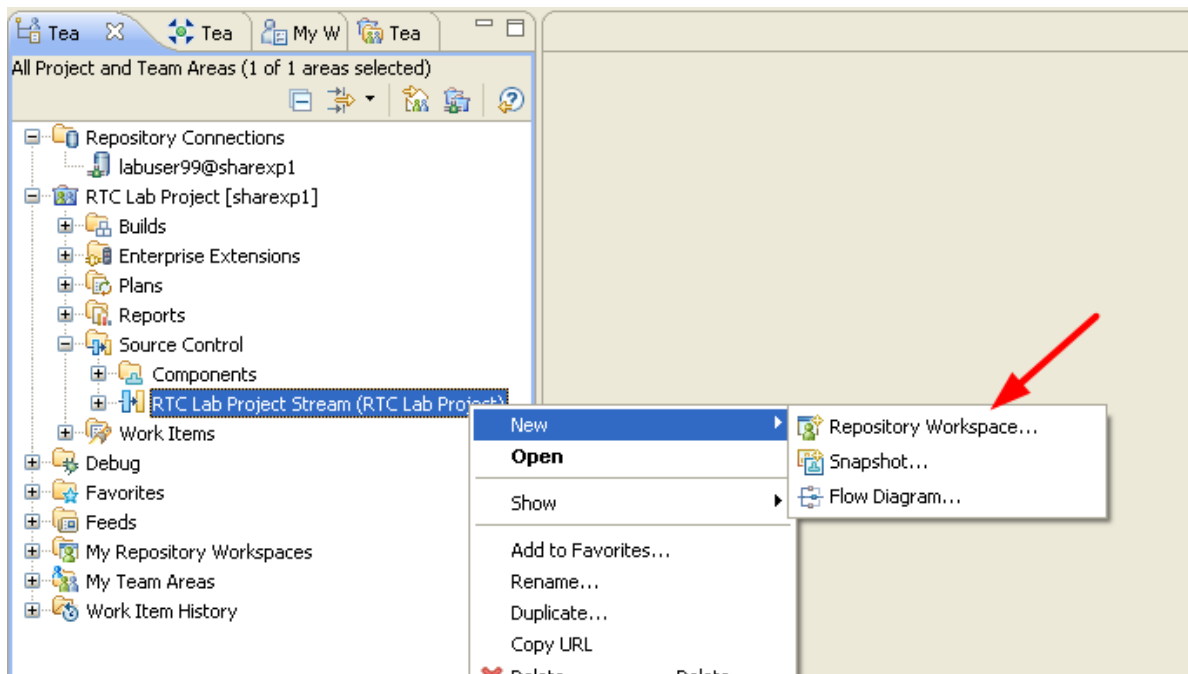 Tea Tea My W Tea
All Project and Team Areas (1 of 1 areas selected)
Repository Connections
labuser99@sharexp1
RTC Lab Project [sharexp1]
Builds
Enterprise Extensions
Plans
Reports
Source Control
Components
RTC Lab Project Stream (RTC Lab Project)
Work Items
Debug
Favorites
Feeds
My Repository Workspaces
My Team Areas
Work Item History
New
Open
Show
Add to Favorites...
Rename...
Duplicate...
Copy URL
Delete Delete
Repository Workspace...
Snapshot...
Flow Diagram...